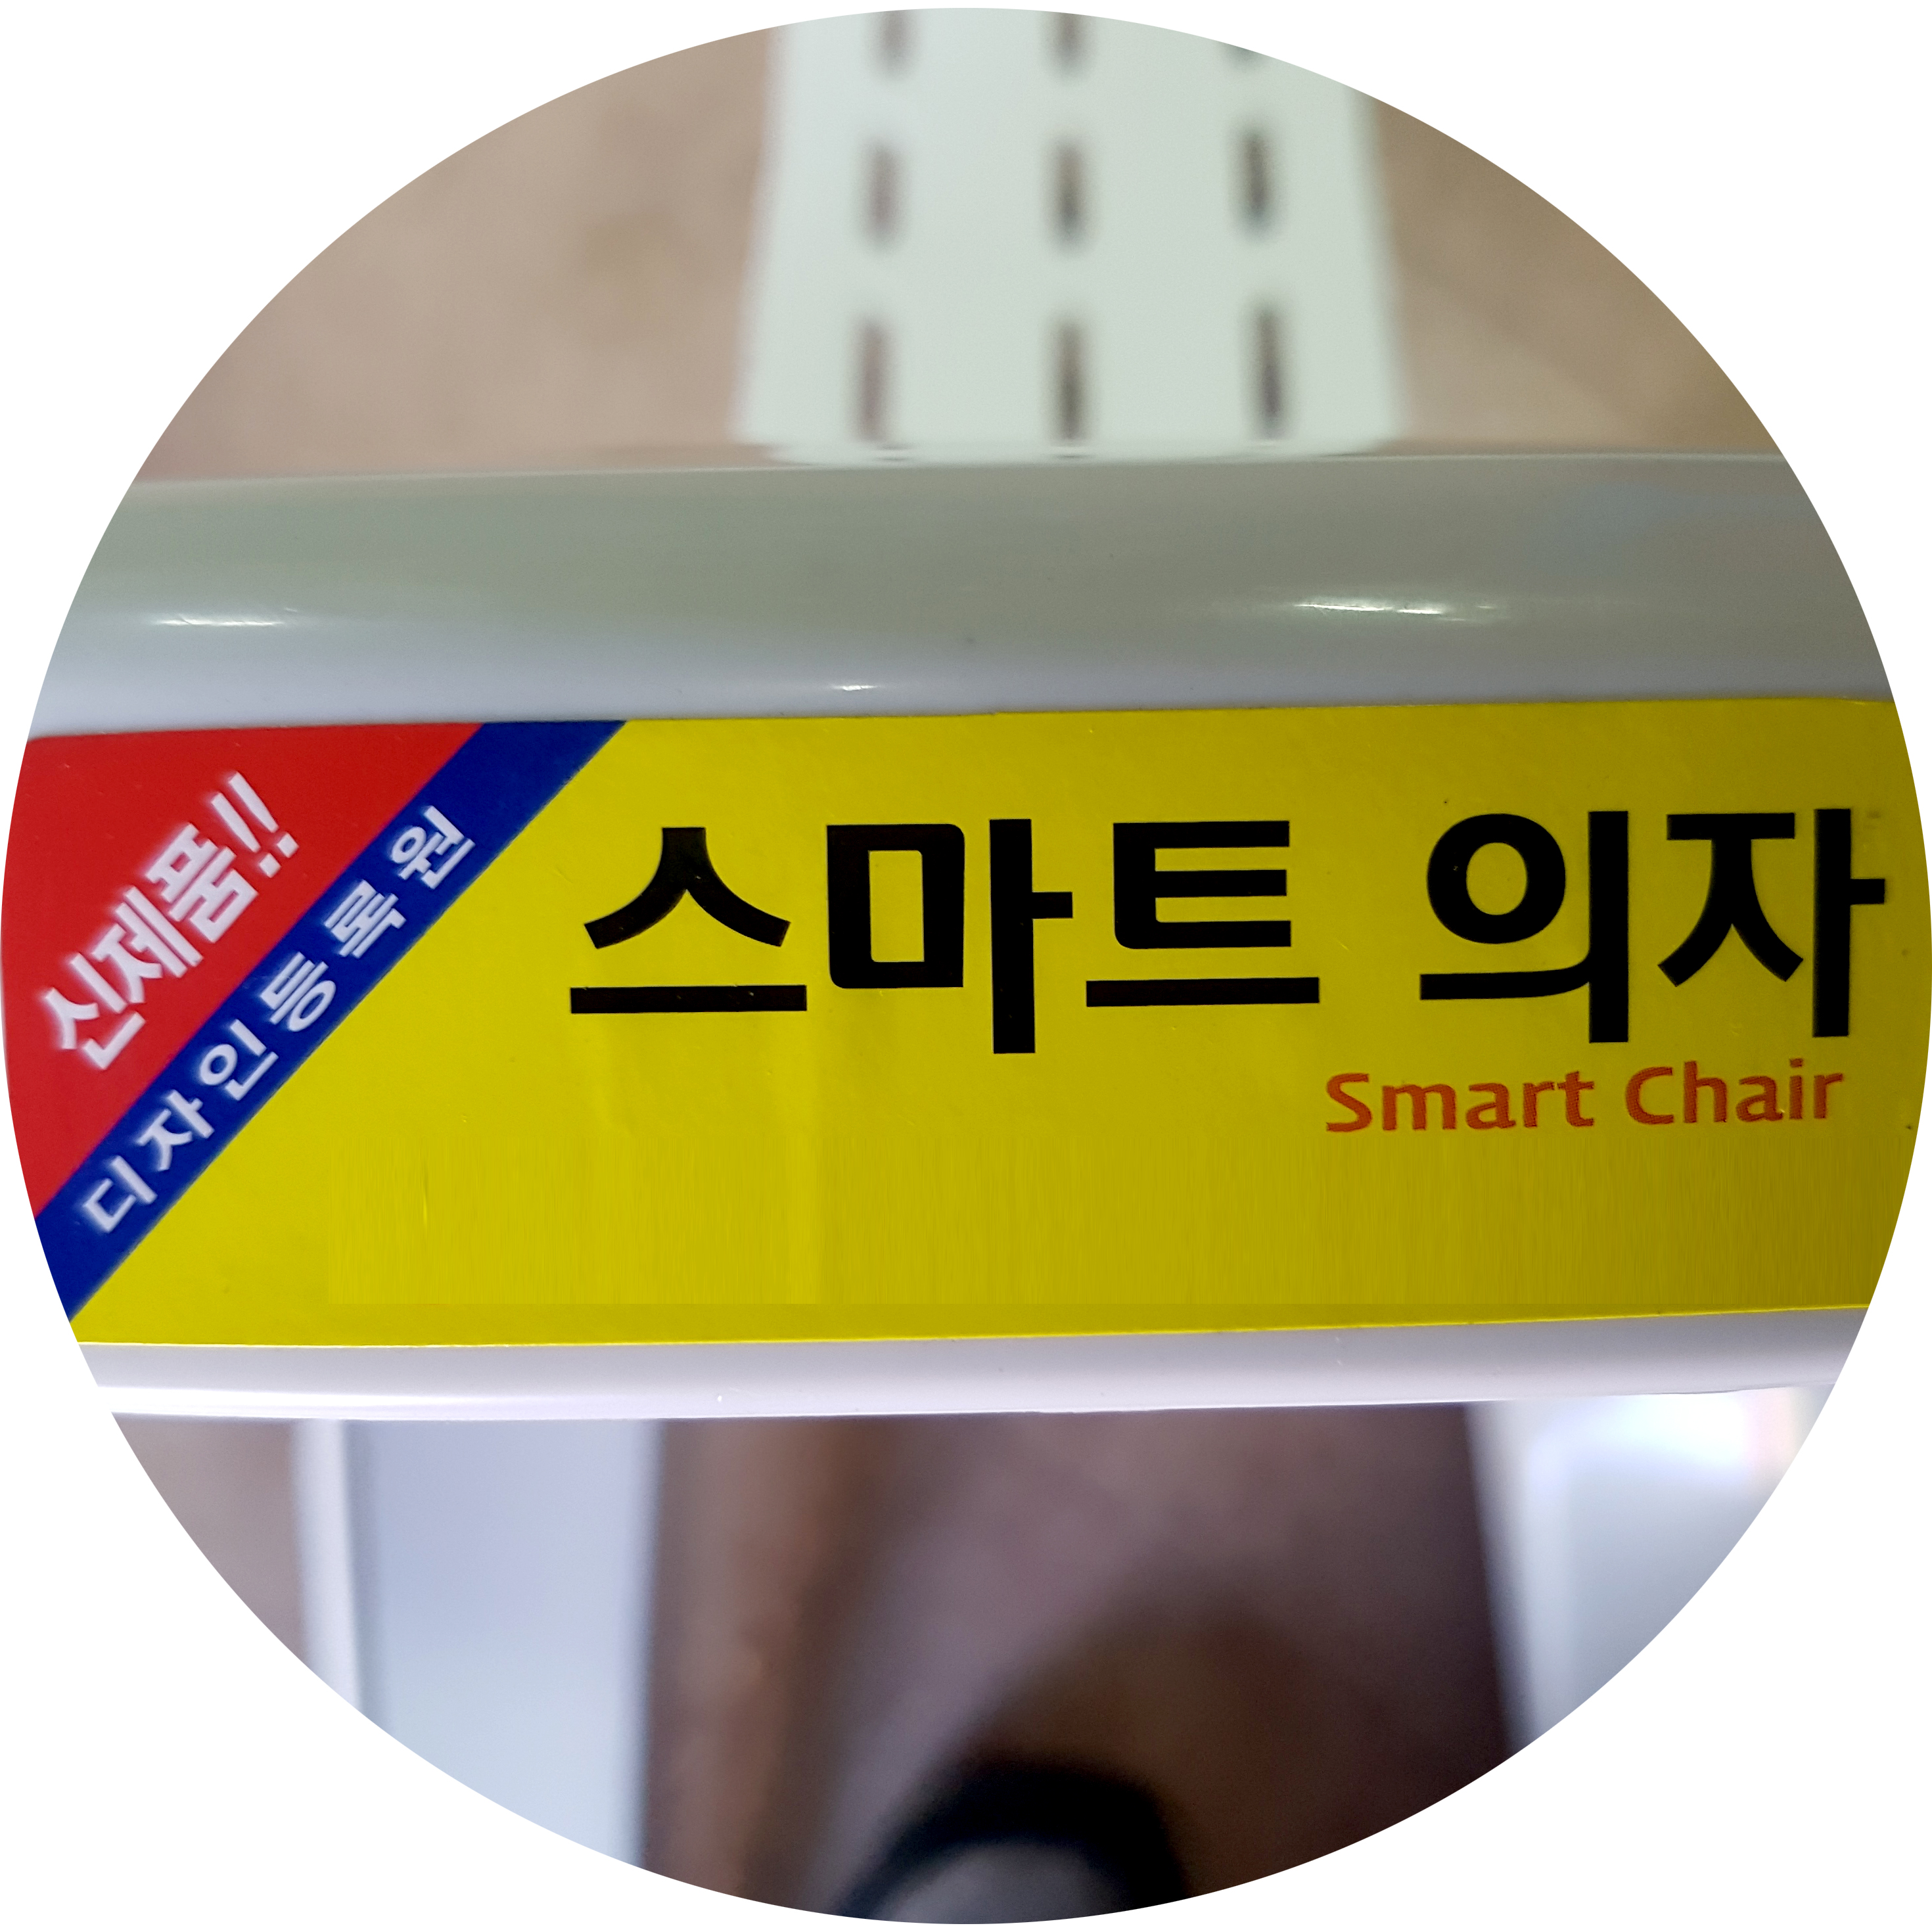 신제품!!
디자인등록원
스마트 의자
Smart Chair